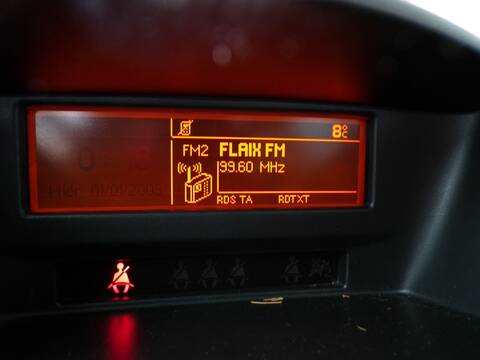 8°C
FM2 FLAIX FM
99.60 MHz
RDS TA RDTXT